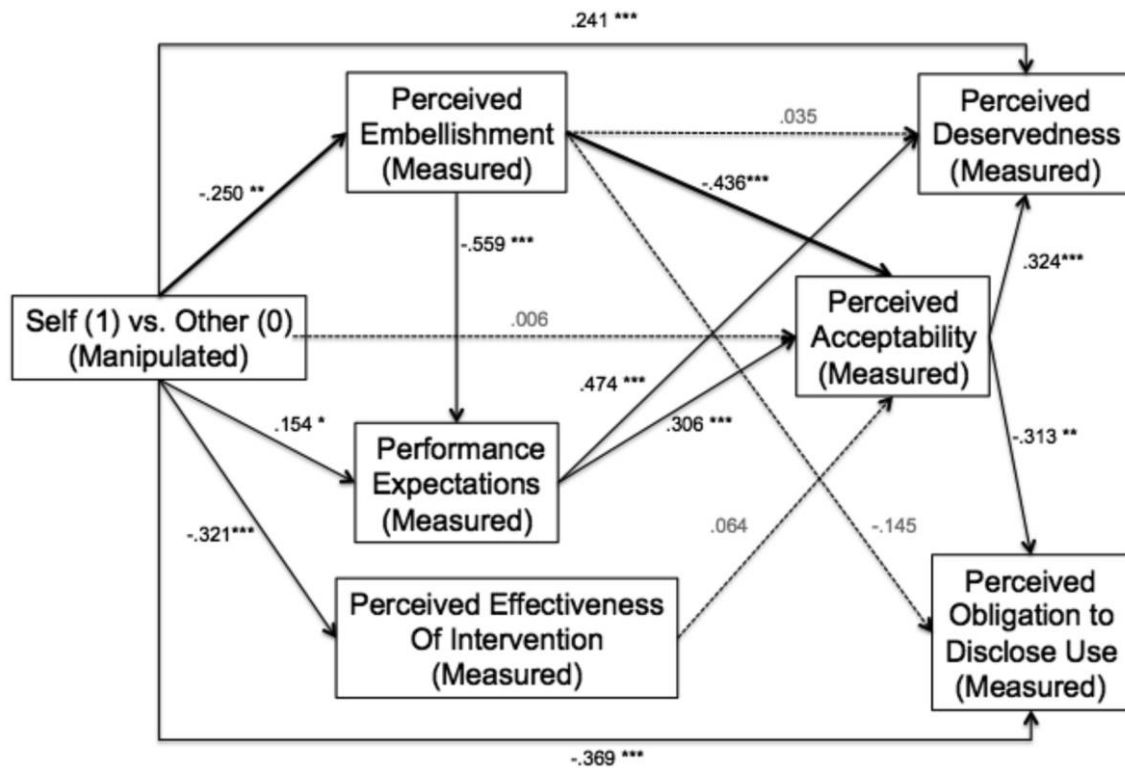 .241 ***
Perceived
Embellishment
(Measured)
Perceived
Deservedness
(Measured)
.035
-.436***
-.250 **
-.559 ***
.324***
Self (1) vs. Other (0)
(Manipulated)
.006
Perceived
Acceptability
(Measured)
.474 ***
.154 *
.306 ***
-.313 **
Performance
Expectations
(Measured)
-.321***
.064
-.145
Perceived Effectiveness
Of Intervention
(Measured)
Perceived
Obligation to
Disclose Use
(Measured)
-.369 ***